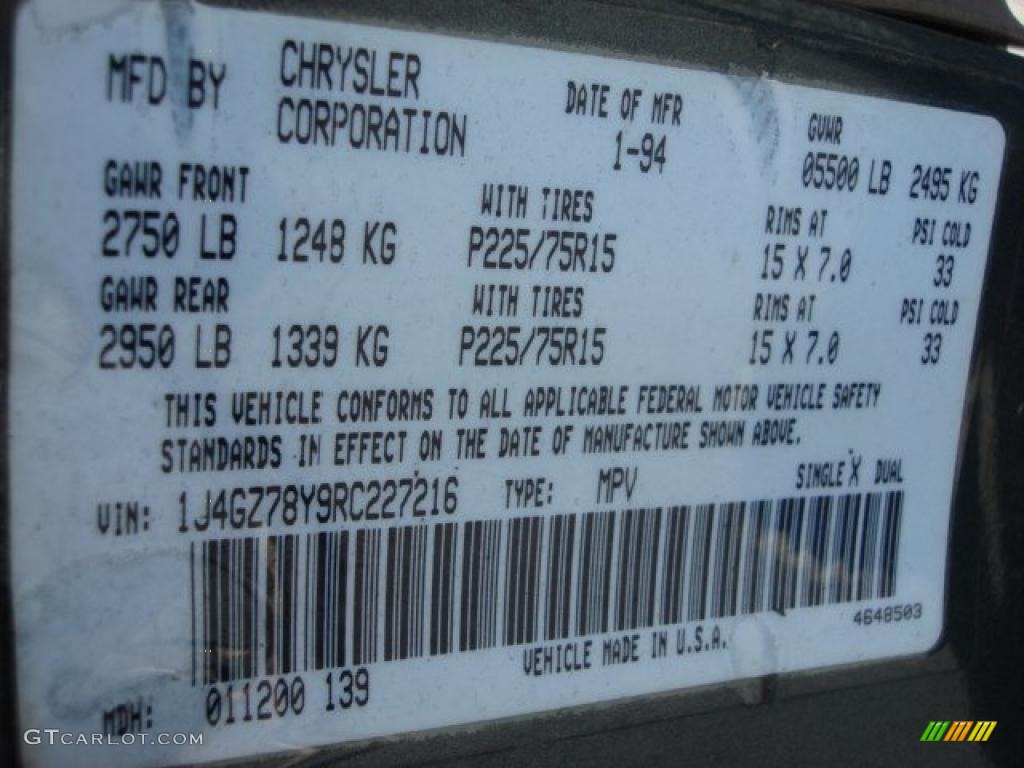 MFD BY CHRYSLER CORPORATION DATE OF MFR 1-94 GVWR 05500 LB 2495 KG
GAWR FRONT WITH TIRES RIMS AT PSI COLD
2750 LB 1248 KG P225/75R15 15 X 7.0 33
GAWR REAR WITH TIRES RIMS AT PSI COLD
2950 LB 1339 KG P225/75R15 15 X 7.0 33
THIS VEHICLE CONFORMS TO ALL APPLICABLE FEDERAL MOTOR VEHICLE SAFETY
STANDARDS IN EFFECT ON THE DATE OF MANUFACTURE SHOWN ABOVE.
VIN: 1J4GZ78Y9RC227216 TYPE: MPV SINGLE X DUAL
4648503
VEHICLE MADE IN U.S.A.
MDH: 011200 139
GTCARLOT.COM